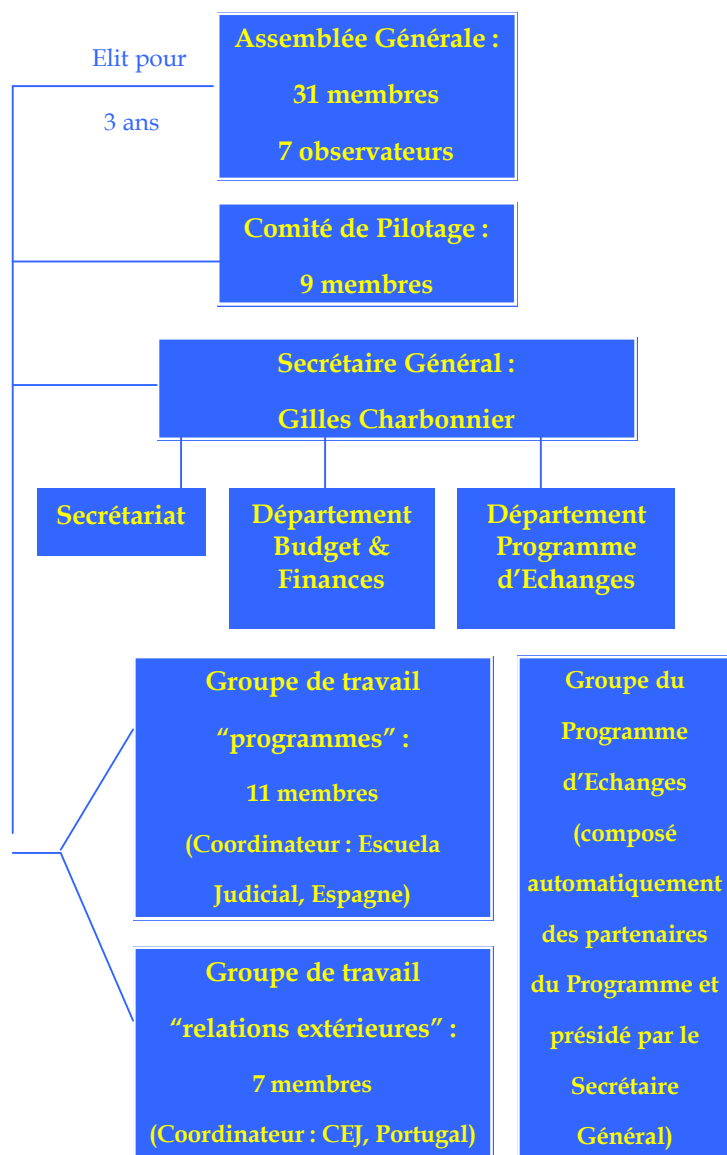 Elit pour
3 ans
Assemblée Générale :
31 membres
7 observateurs
Comité de Pilotage :
9 membres
Secrétaire Général :
Gilles Charbonnier
Secrétariat
Département
Budget &
Finances
Département
Programme
d’Echanges
Groupe de travail
“programmes” :
11 membres
(Coordinateur : Escuela
Judicial, Espagne)
Groupe de travail
“relations extérieures” :
7 membres
(Coordinateur : CEJ, Portugal)
Groupe du
Programme
d’Echanges
(composé
automatiquement
des partenaires
du Programme et
présidé par le
Secrétaire
Général)